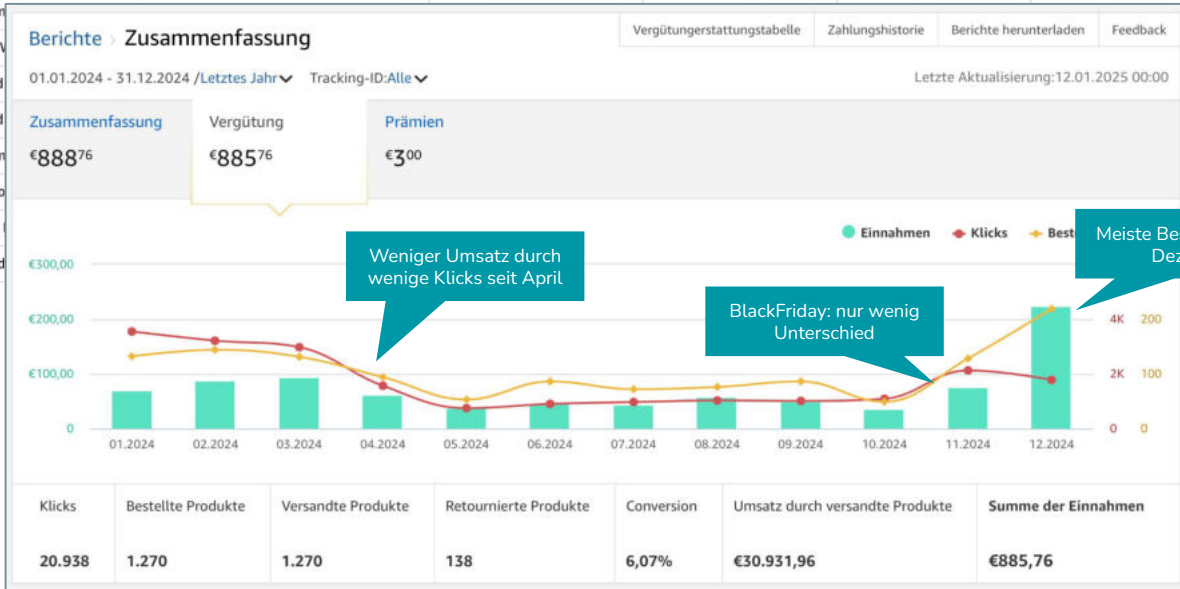 Berichte › Zusammenfassung
Vergütungerstattungstabelle Zahlungshistorie Berichte herunterladen Feedback
01.01.2024 - 31.12.2024 /Letztes Jahr Tracking-ID:Alle
Letzte Aktualisierung:12.01.2025 00:00
Zusammenfassung Vergütung Prämien
€88876 €88576 €300
Einnahmen Klicks Best
Meiste Bes
Dez
Weniger Umsatz durch
wenige Klicks seit April
BlackFriday: nur wenig
Unterschied
€300,00
€200,00 4K 200
€100,00 2K 100
0 0 0
01.2024 02.2024 03.2024 04.2024 05.2024 06.2024 07.2024 08.2024 09.2024 10.2024 11.2024 12.2024
Klicks Bestellte Produkte Versandte Produkte Retournierte Produkte Conversion Umsatz durch versandte Produkte Summe der Einnahmen
20.938 1.270 1.270 138 6,07% €30.931,96 €885,76